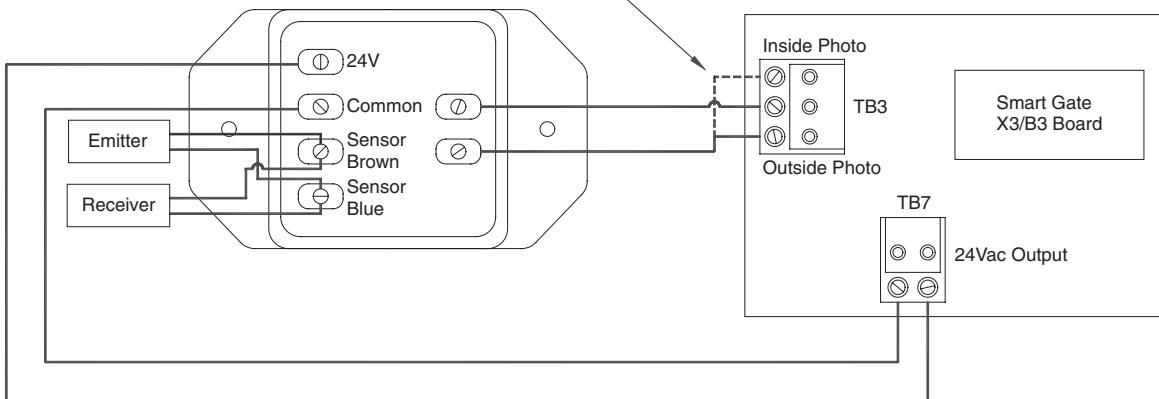 24V
Common
Sensor
Brown
Sensor
Blue
Emitter
Receiver
Inside Photo
TB3
Outside Photo
Smart Gate
X3/B3 Board
TB7
24Vac Output